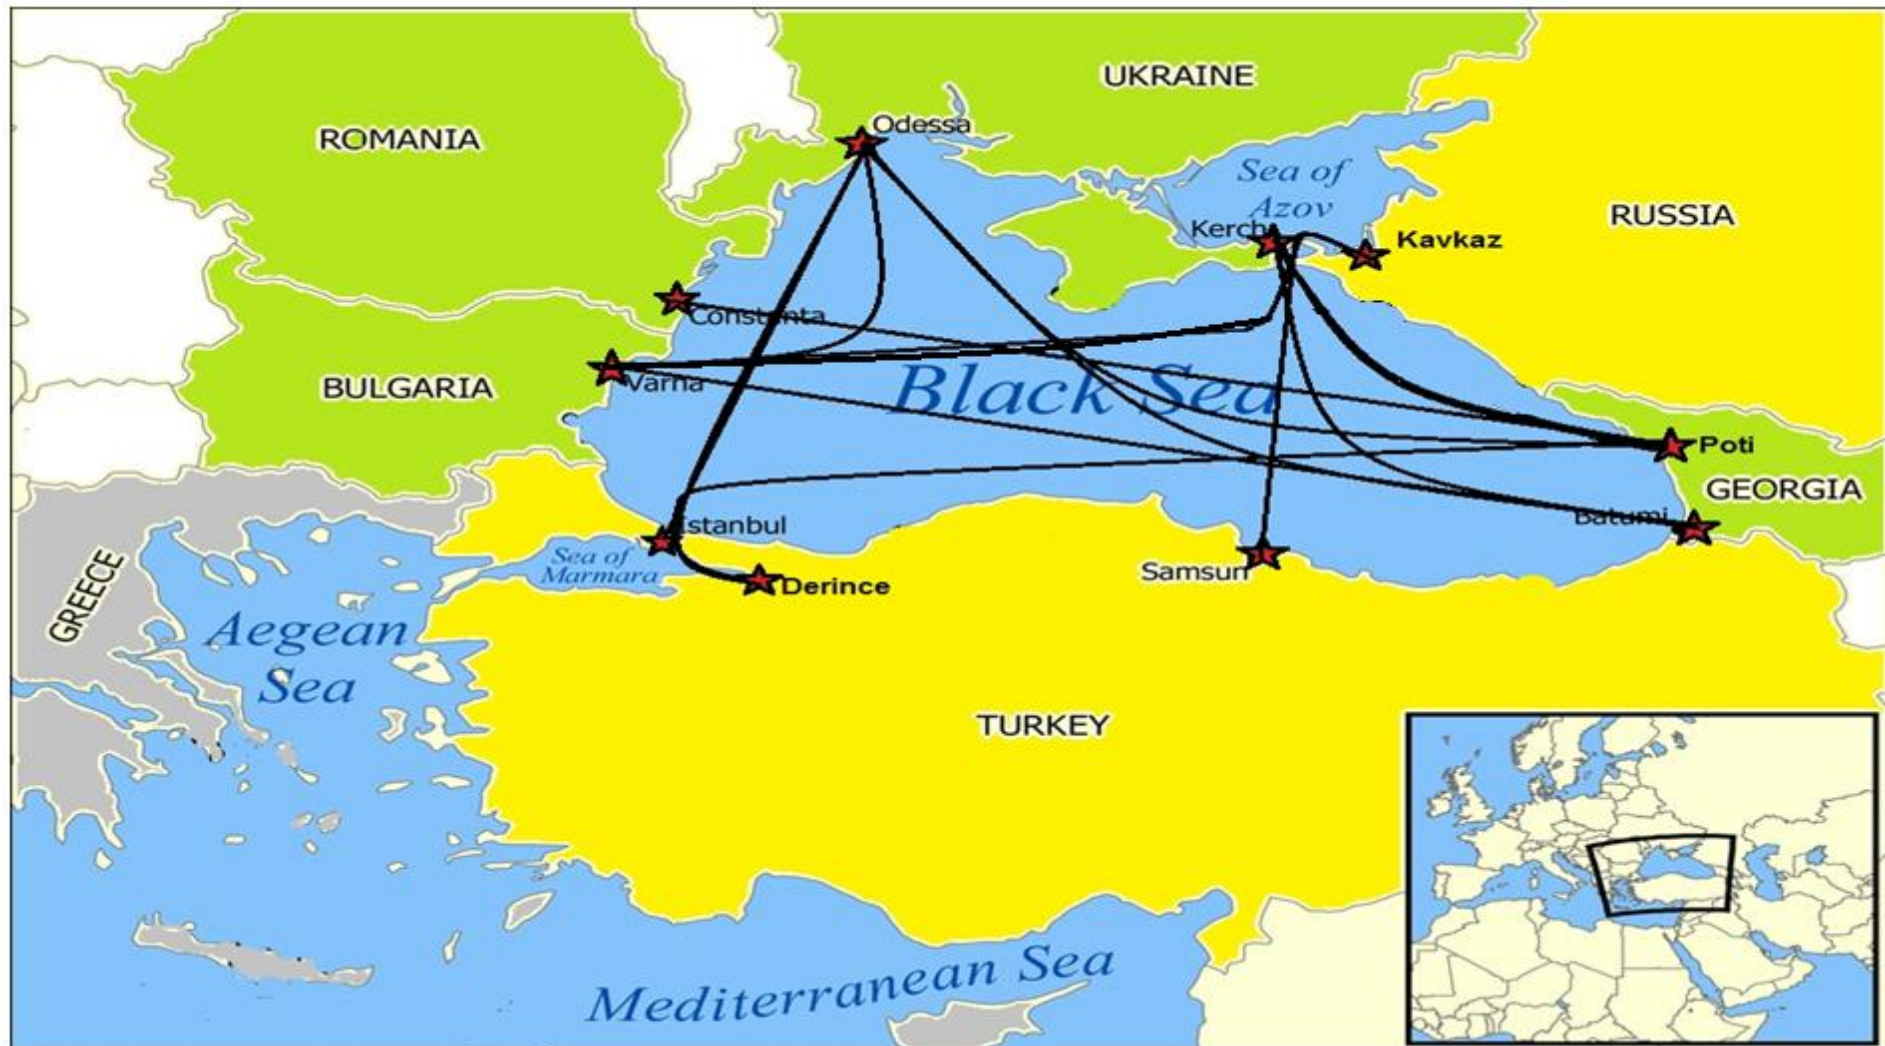 UKRAINE
Odessa
ROMANIA
Sea of
Azov
RUSSIA
Kerch
Kavkaz
Constanta
BULGARIA
Varna
Black Sea
Poti
GEORGIA
Batumi
Istanbul
Sea of
Marmara
Samsun
Derince
GREECE
Aegean
Sea
TURKEY
Mediterranean Sea